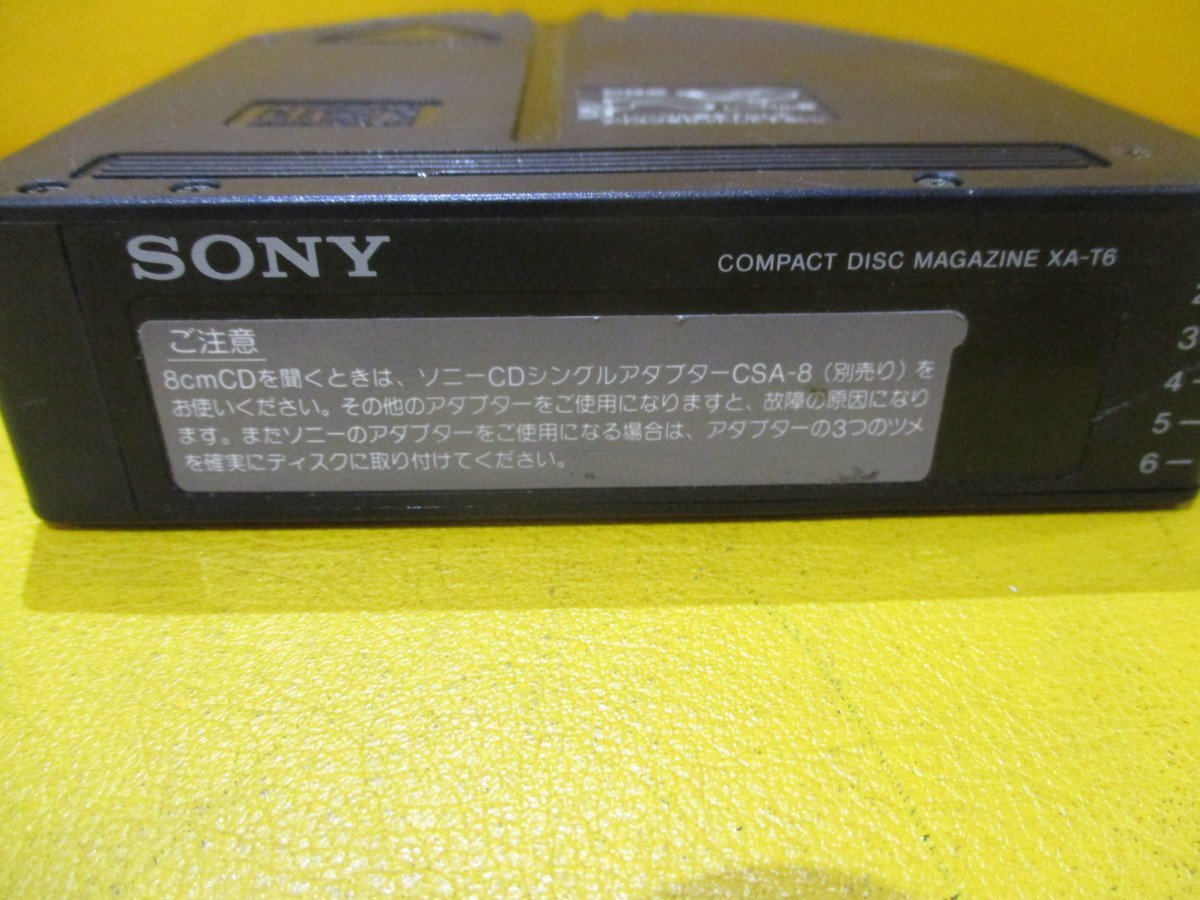 SONY
COMPACT DISC MAGAZINE XA-T6
ご注意
8cmCDを聞くときは、ソニーCDシングルアダプターCSA-8（別売り）を
お使いください。その他のアダプターをご使用になりますと、故障の原因になり
ます。またソニーのアダプターをご使用になる場合は、アダプターの3つのツメ
を確実にディスクに取り付けてください。
3
4
5
6